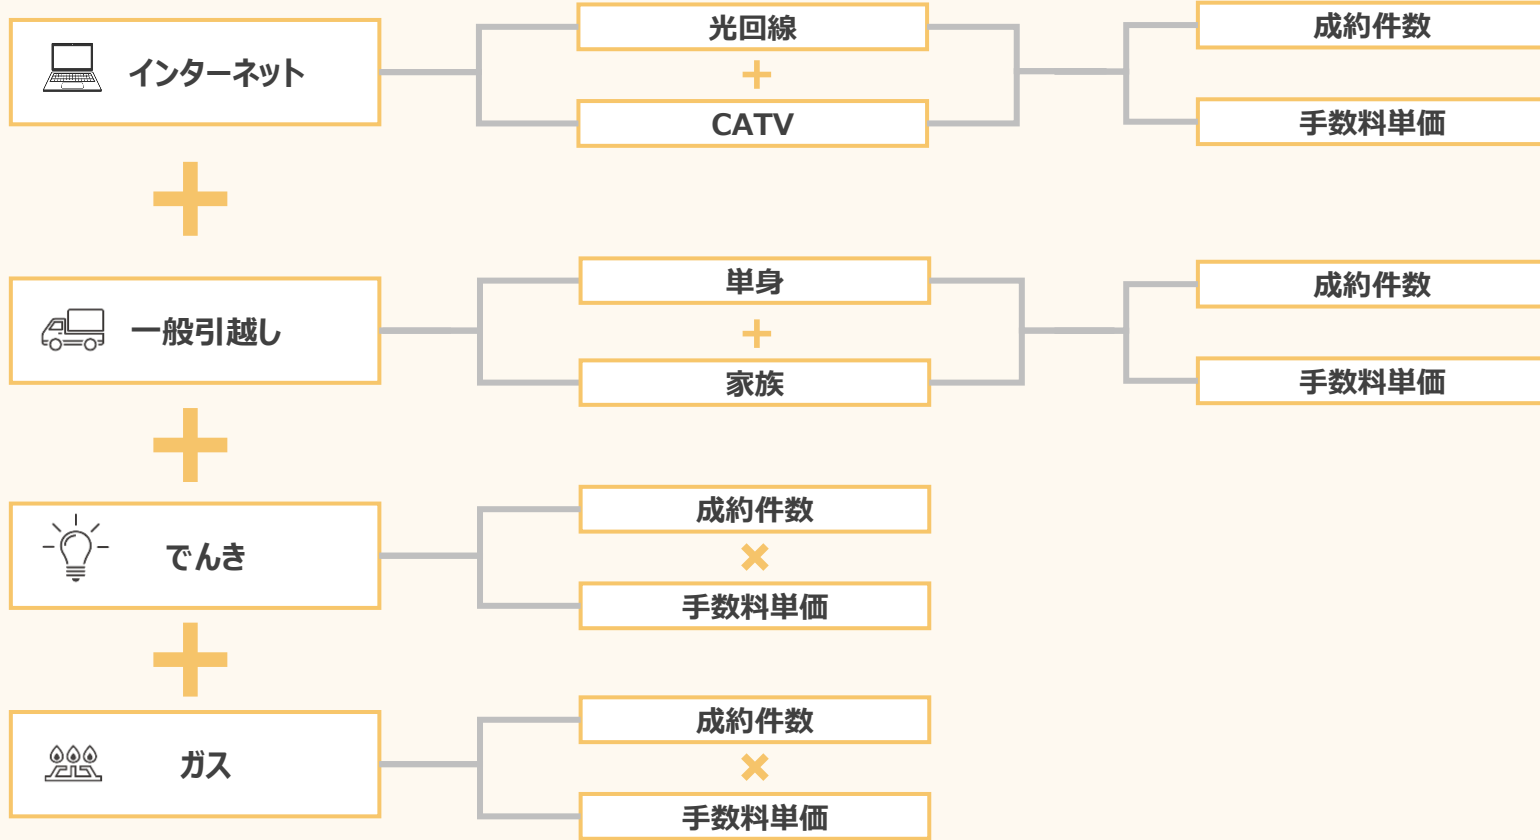 インターネット
光回線
+
CATV
成約件数
手数料単価
+
一般引越し
単身
+
家族
成約件数
手数料単価
+
でんき
成約件数
×
手数料単価
+
ガス
成約件数
×
手数料単価